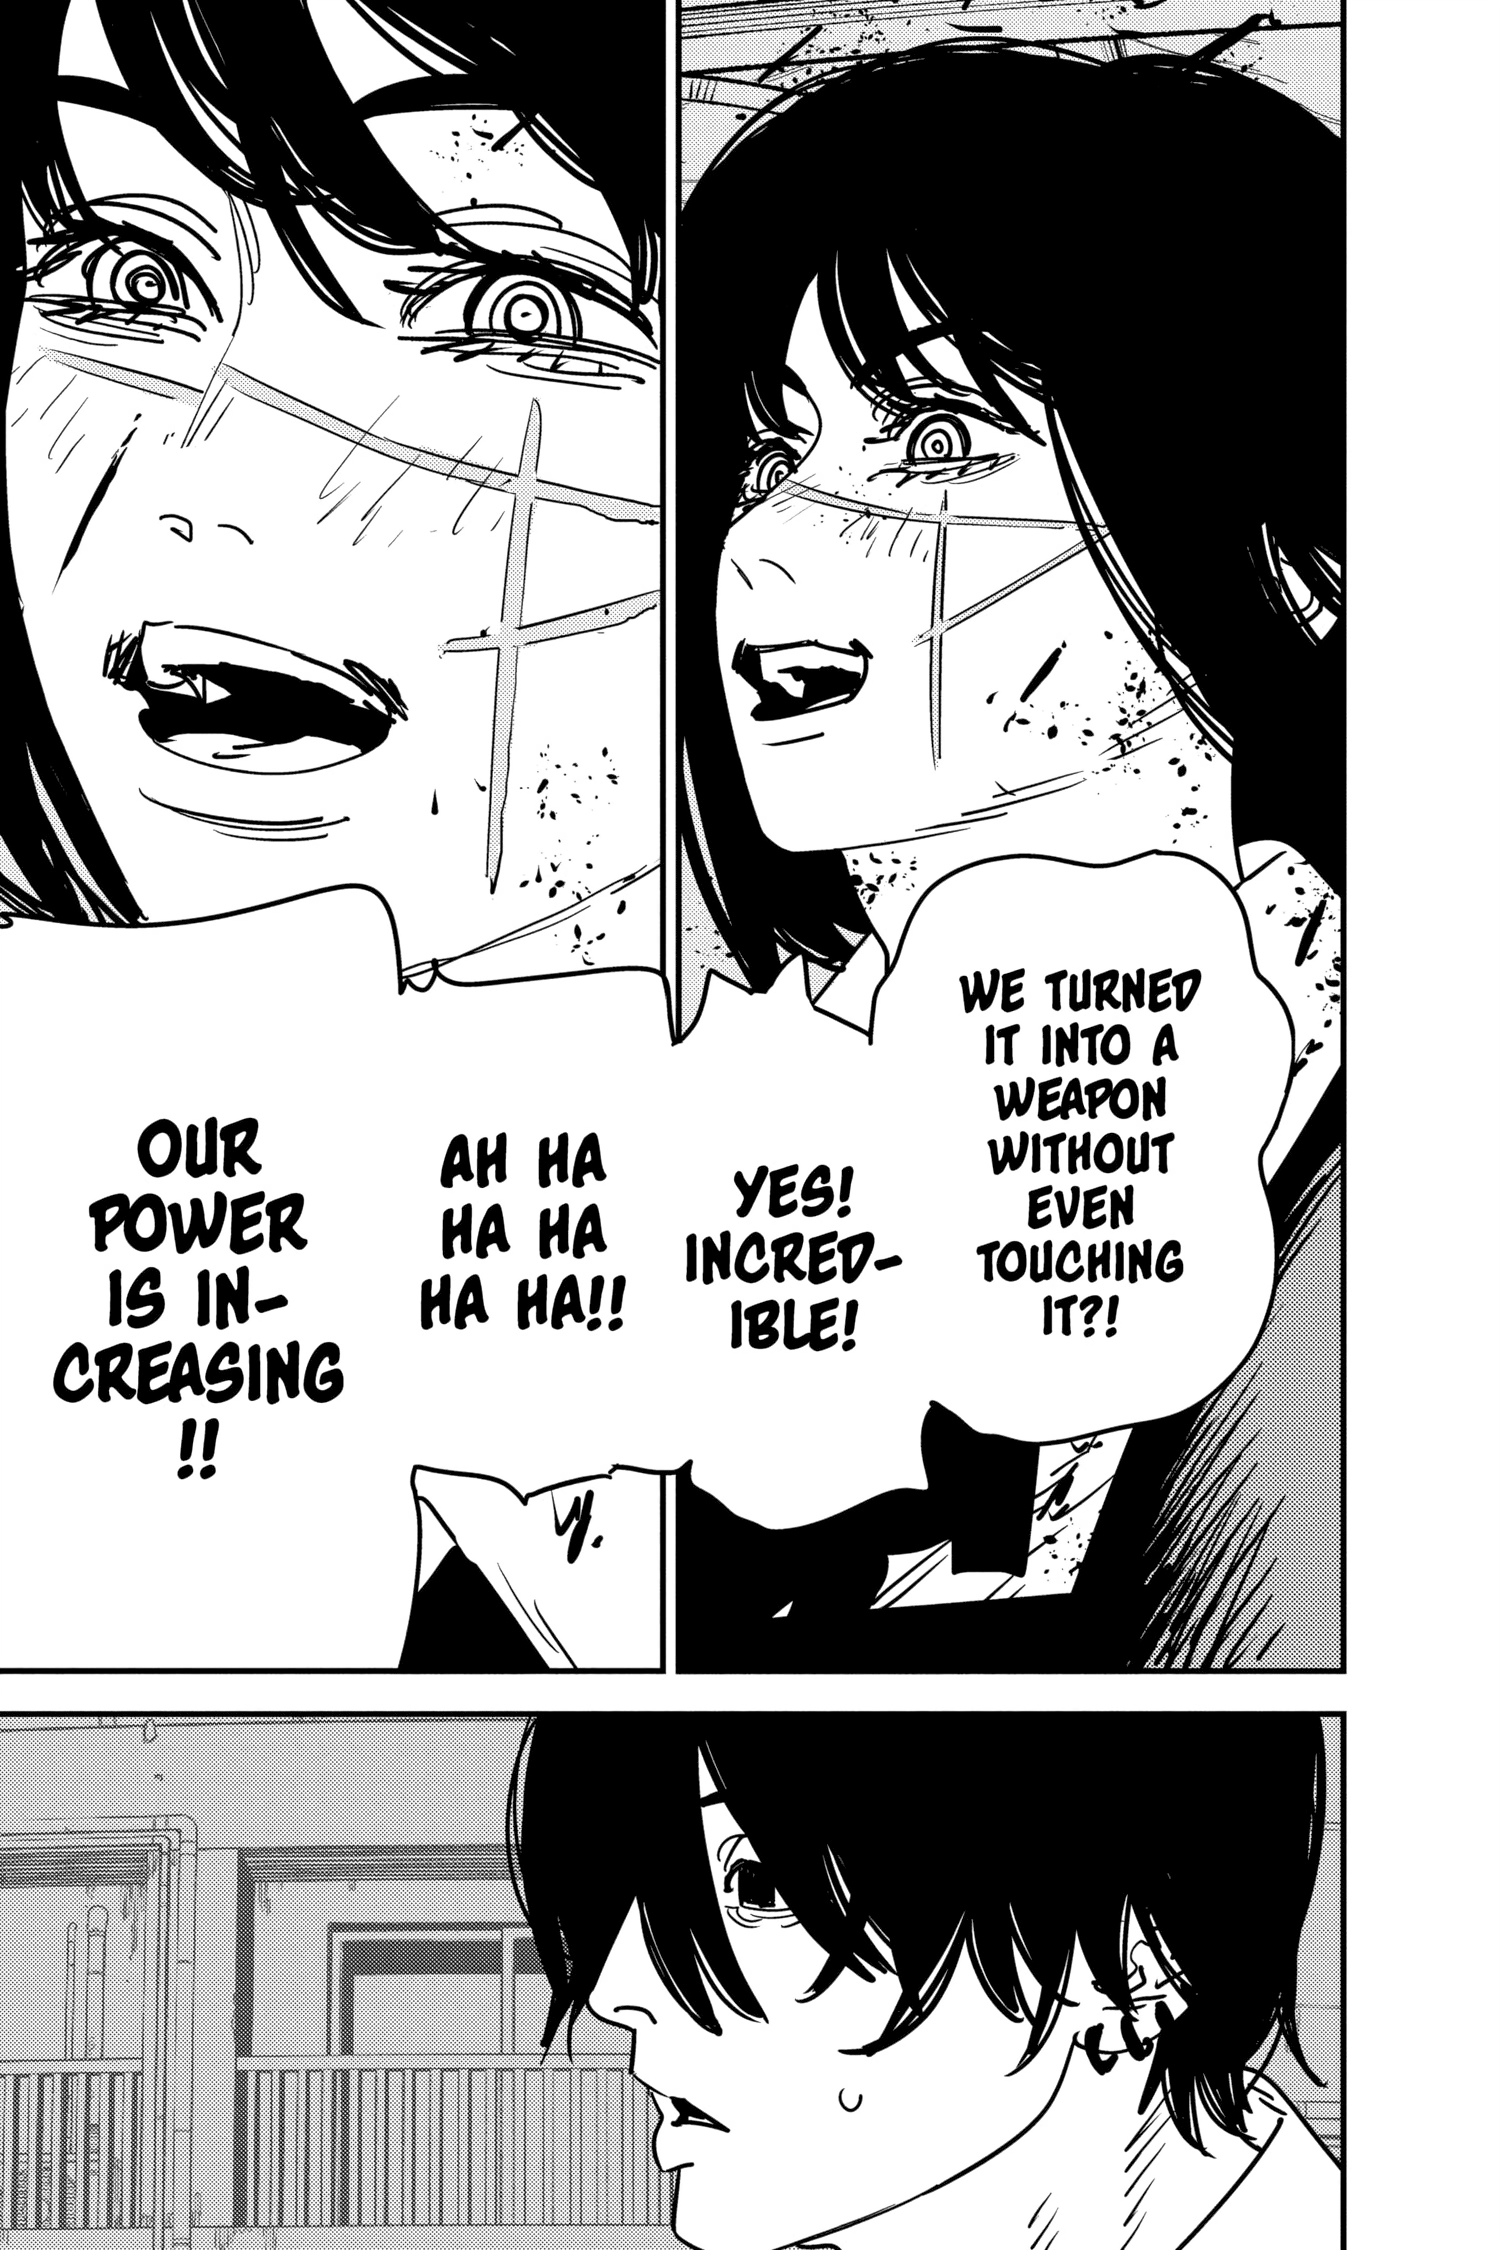 WE TURNED
IT INTO A
WEAPON
WITHOUT
EVEN
TOUCHING
IT?!
YES!
INCRED-
IBLE!
AH HA
HA HA
HA HA!!
OUR
POWER
IS IN-
CREASING
!!